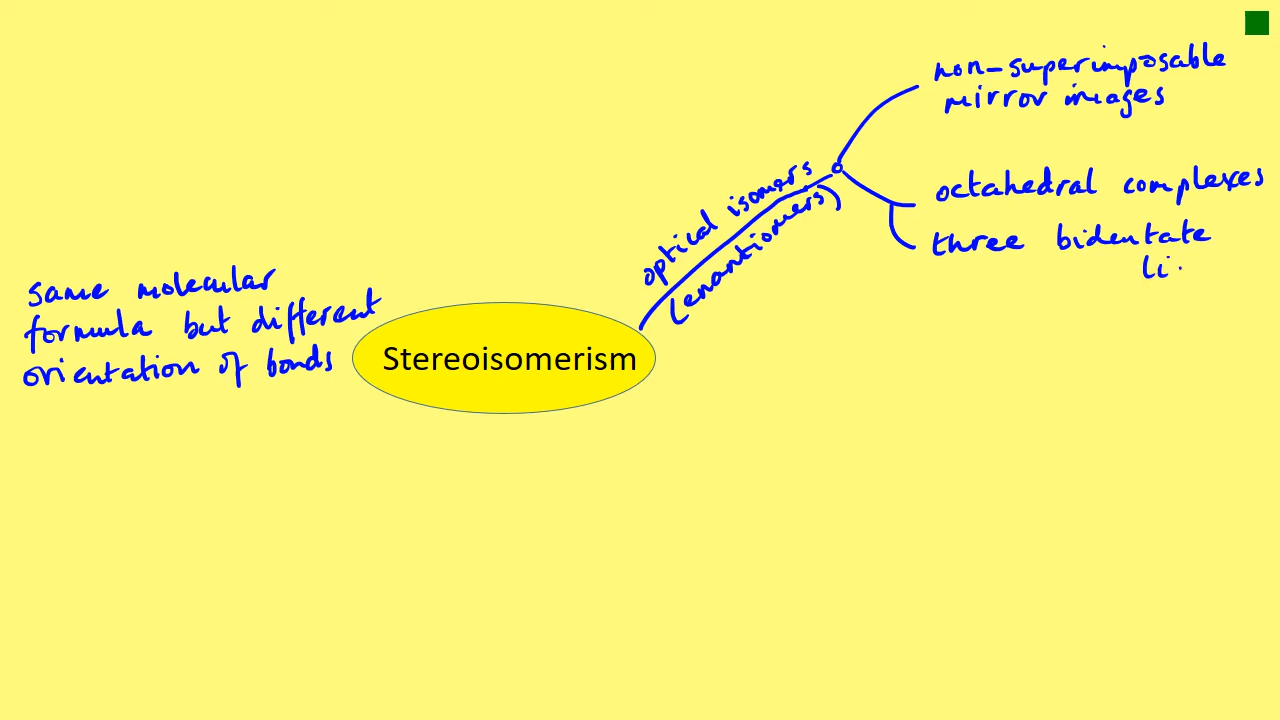 non-superimposable
mirror images
optical isomers
(enantiomers)
octahedral complexes
three bidentate
li
same molecular
formula but different
orientation of bonds
Stereoisomerism